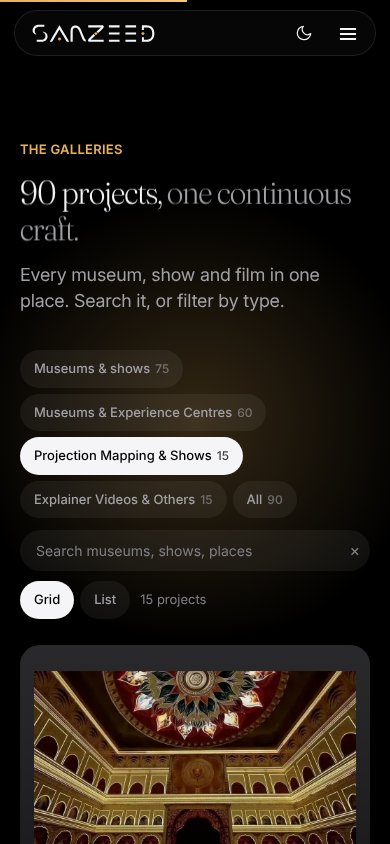 SANZEED
THE GALLERIES
90 projects, one continuous
craft.
Every museum, show and film in one
place. Search it, or filter by type.
Museums & shows 75
Museums & Experience Centres 60
Projection Mapping & Shows 15
Explainer Videos & Others 15 All 90
Search museums, shows, places ×
Grid List 15 projects